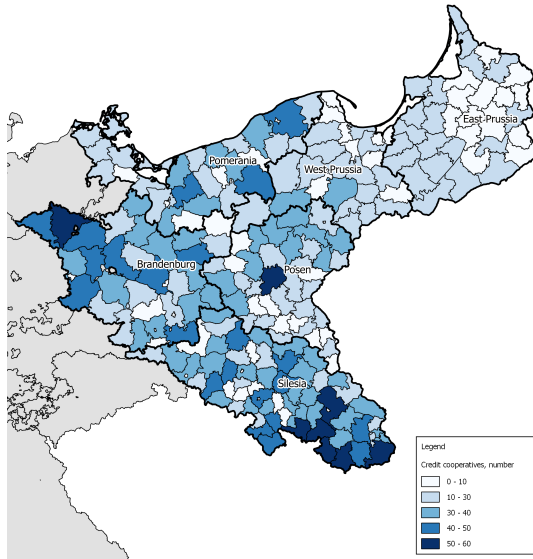 East Prussia
Pomerania
West Prussia
Brandenburg
Posen
Silesia
Legend
Credit cooperatives, number
0 - 10
10 - 30
30 - 40
40 - 50
50 - 60